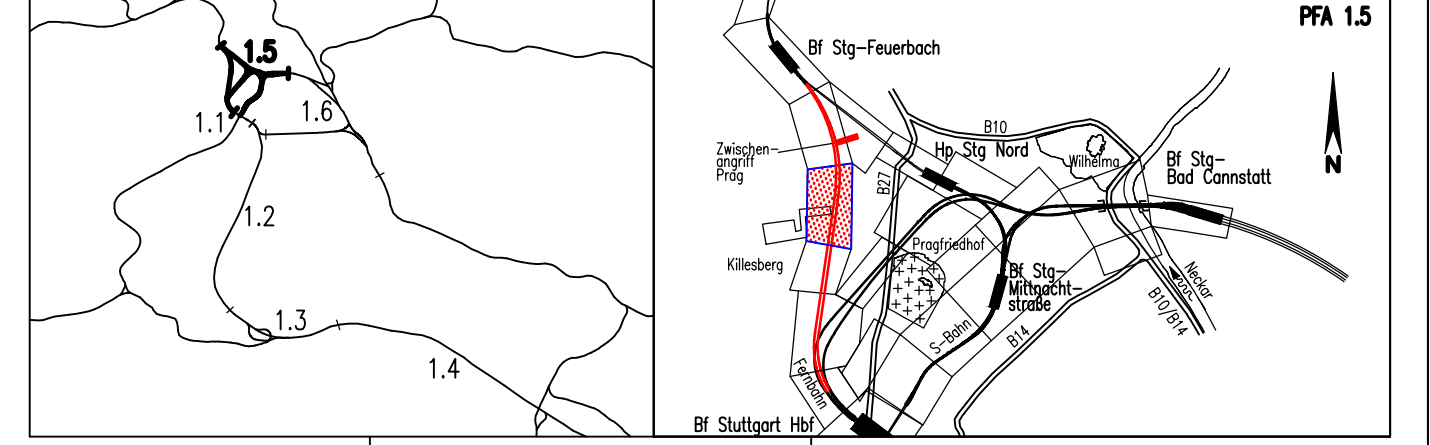 1.5
1.1
1.6
1.2
1.3
1.4
PFA 1.5
Bf Stg-Feuerbach
Zwischen-
angriff
Prag
B10
Hp Stg Nord
Wilhelma
Bf Stg-
Bad Cannstatt
B27
Killesberg
Pragfriedhof
Bf Stg-
Mittnacht-
straße
Neckar
B10/B14
S-Bahn
B14
Fernbahn
Bf Stuttgart Hbf
N